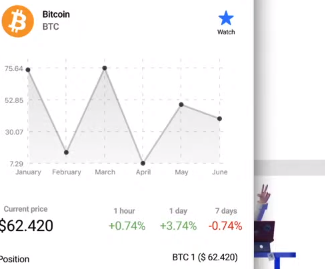 Bitcoin
BTC
Watch
75.64
52.85
30.07
7.29
January February March April May June
Current price 1 hour 1 day 7 days
$62.420 +0.74% +3.74% -0.74%
Position BTC 1 ($ 62.420)